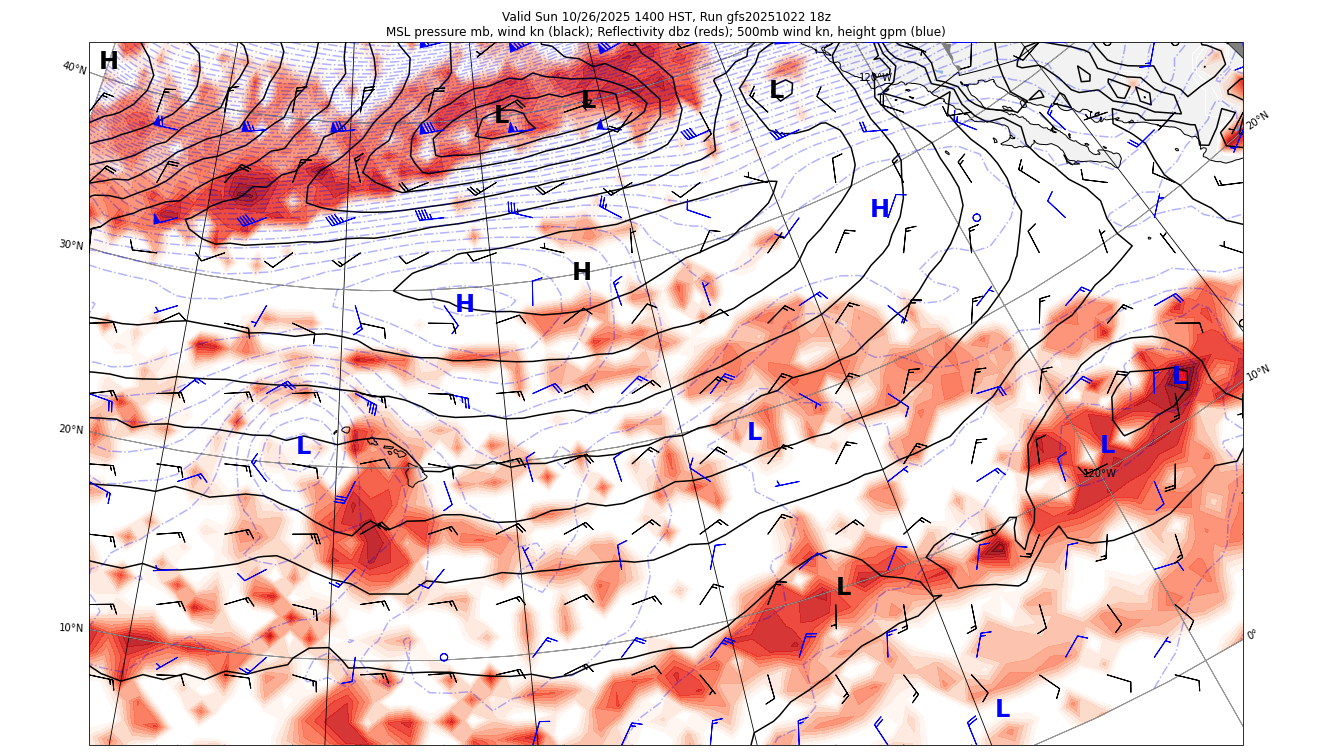 Valid Sun 10/26/2025 1400 HST, Run gfs20251022 18z
MSL pressure mb, wind kn (black); Reflectivity dbz (reds); 500mb wind kn, height gpm (blue)
H
40°N
120°W
L
L
L
20°N
H
30°N
H
H
10°N
L
20°N
L
L
L
120°W
L
10°N
0°
L